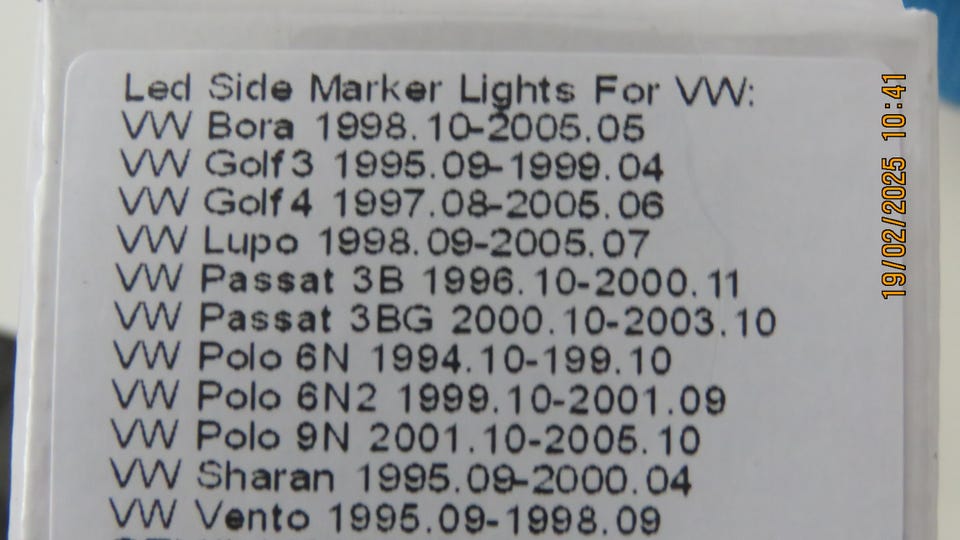 Led Side Marker Lights For VW:
VW Bora 1998.10-2005.05
VW Golf3 1995.09-1999.04
VW Golf4 1997.08-2005.06
VW Lupo 1998.09-2005.07
VW Passat 3B 1996.10-2000.11
VW Passat 3BG 2000.10-2003.10
VW Polo 6N 1994.10-199.10
VW Polo 6N2 1999.10-2001.09
VW Polo 9N 2001.10-2005.10
VW Sharan 1995.09-2000.04
VW Vento 1995.09-1998.09
19/02/2025 10:41